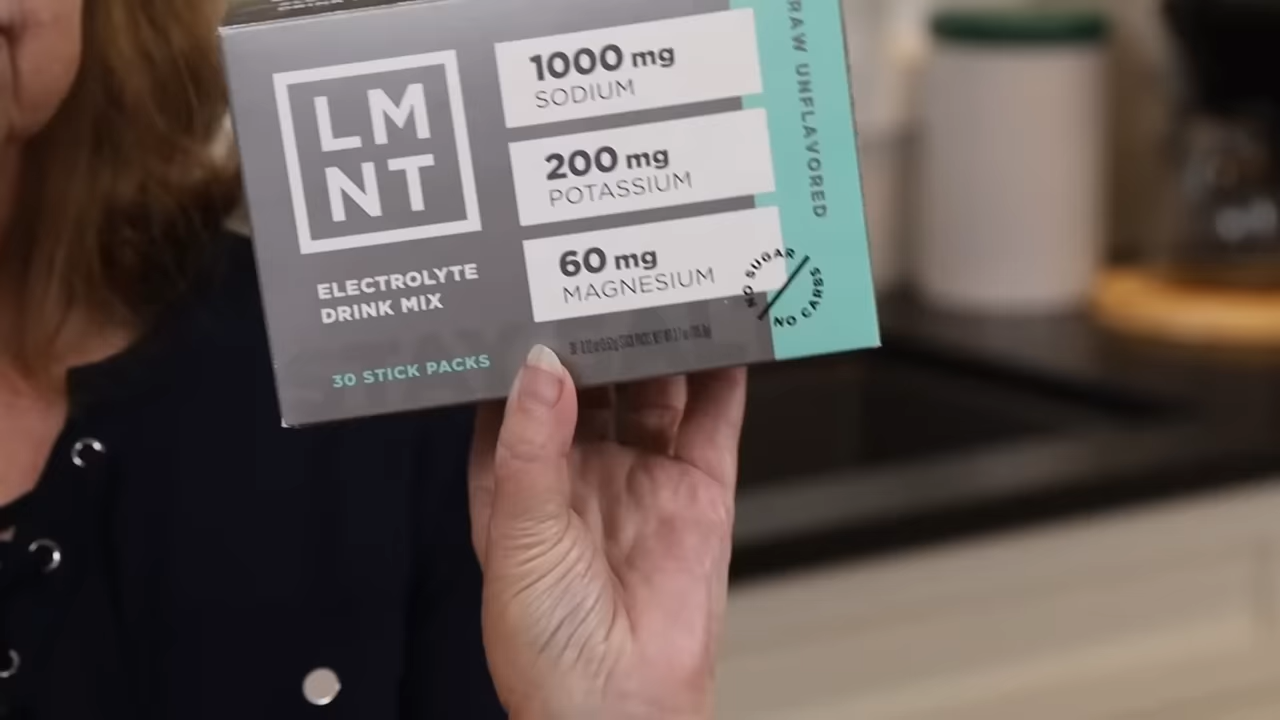 LM
NT
ELECTROLYTE
DRINK MIX
30 STICK PACKS
1000 mg
SODIUM
200 mg
POTASSIUM
60 mg
MAGNESIUM
RAW UNFLAVORED
NO SUGAR
NO CARBS